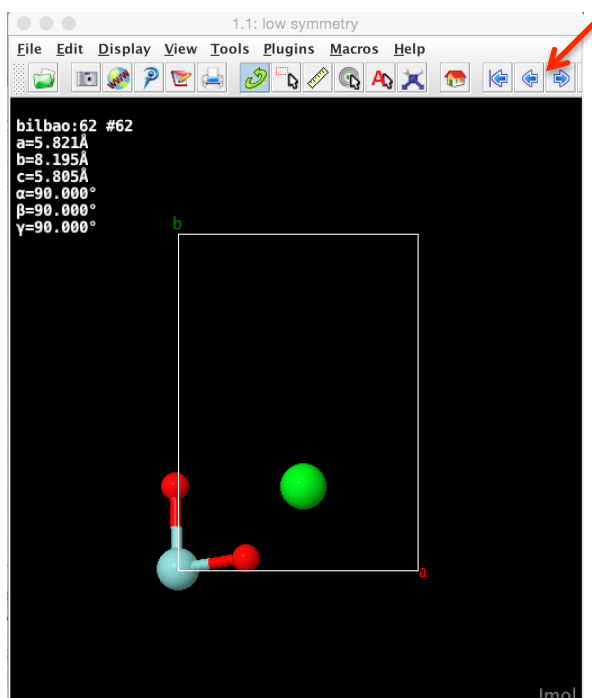 1.1: low symmetry
File Edit Display View Tools Plugins Macros Help
bilbao:62 #62
a=5.821Å
b=8.195Å
c=5.805Å
α=90.000°
β=90.000°
γ=90.000°
b
a
Jmol